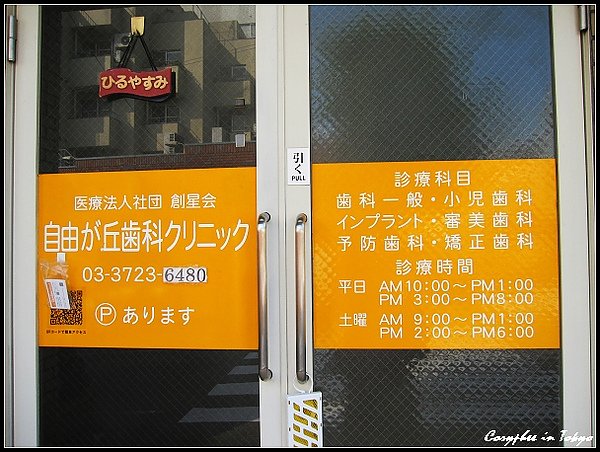 ひるやすみ
医療法人社団 創星会
自由が丘歯科クリニック
03-3723-6480
Ⓟ あります
引く
PULL
診療科目
歯科一般・小児歯科
インプラント・審美歯科
予防歯科・矯正歯科
診療時間
平日 AM10:00〜PM1:00
PM 3:00〜PM8:00
土曜 AM 9:00〜PM1:00
PM 2:00〜PM6:00
Cosyphee in Tokyo